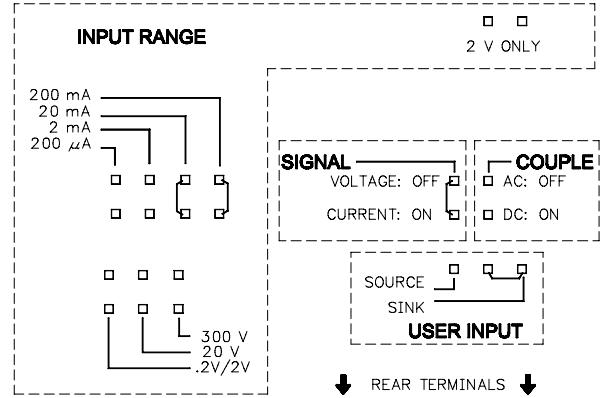 INPUT RANGE
2 V ONLY
200 mA
20 mA
2 mA
200 µA
SIGNAL
COUPLE
VOLTAGE: OFF
AC: OFF
CURRENT: ON
DC: ON
SOURCE
SINK
USER INPUT
300 V
20 V
.2V/2V
REAR TERMINALS